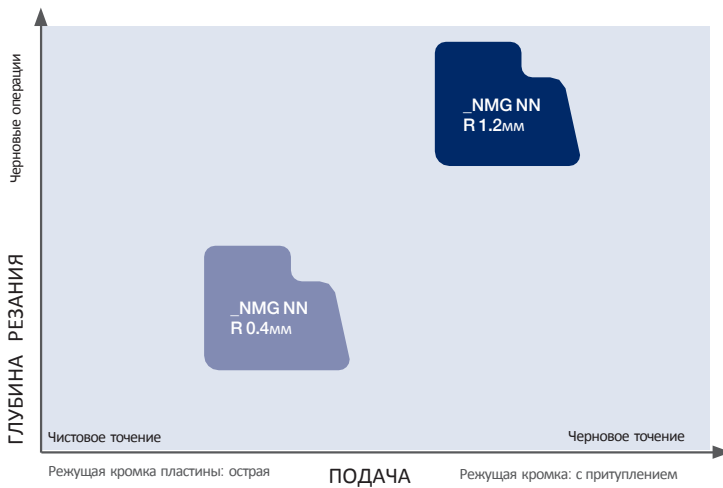 Черновые операции
_NMG NN
R 1.2мм
ГЛУБИНА РЕЗАНИЯ
_NMG NN
R 0.4мм
Чистовое точение
Черновое точение
Режущая кромка пластины: острая
ПОДАЧА
Режущая кромка: с притуплением